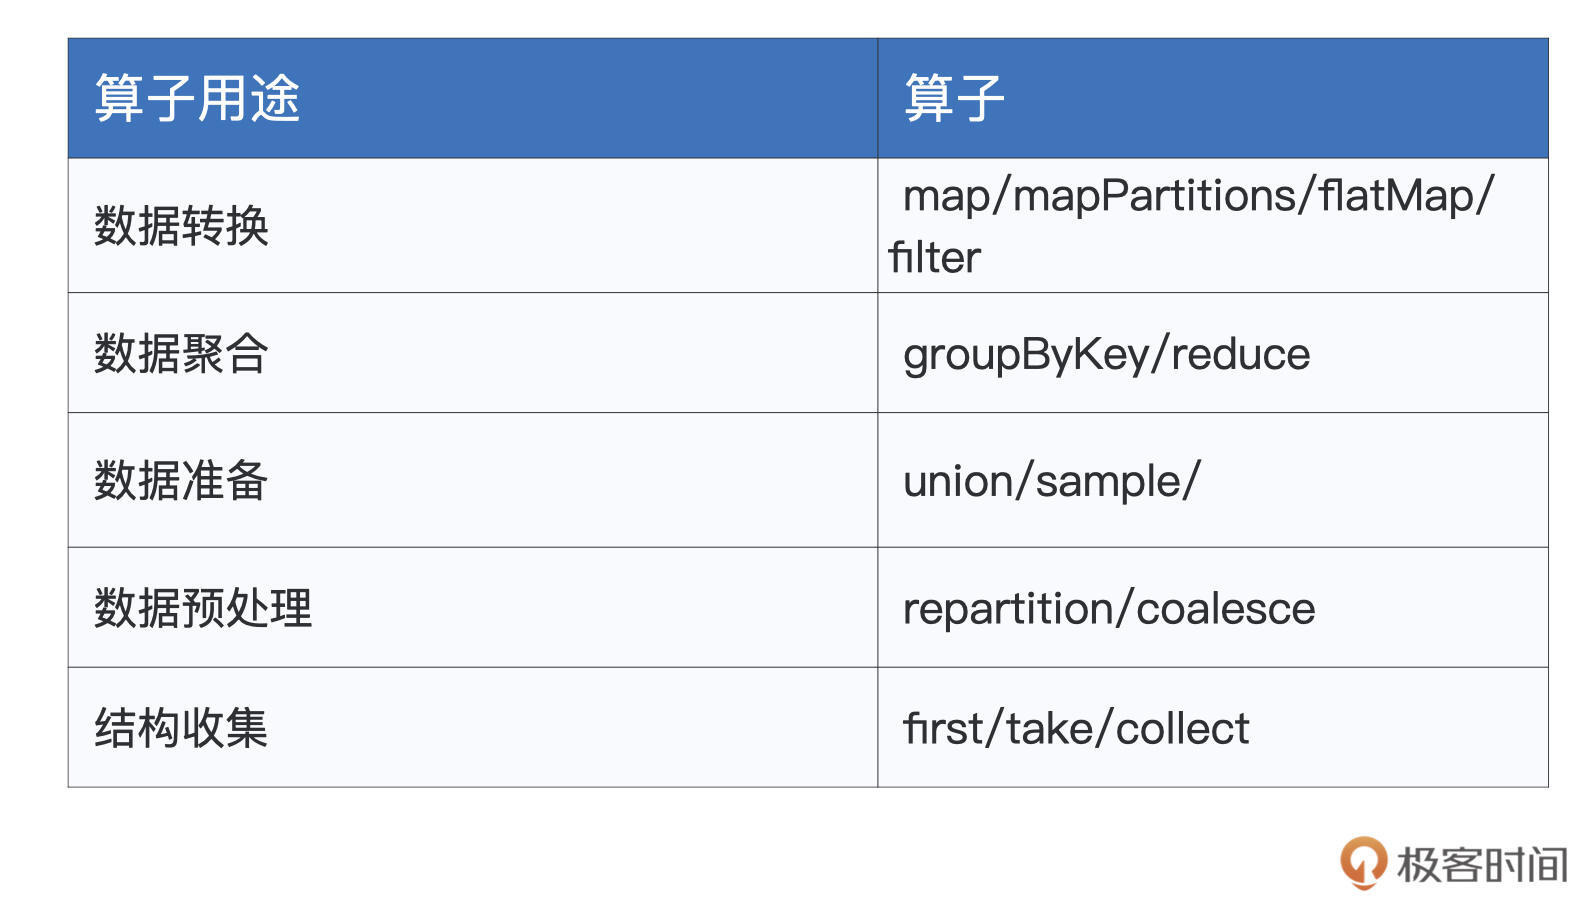 算子用途
算子
数据转换
map/mapPartitions/flatMap/
filter
数据聚合
groupByKey/reduce
数据准备
union/sample/
数据预处理
repartition/coalesce
结构收集
first/take/collect
极客时间